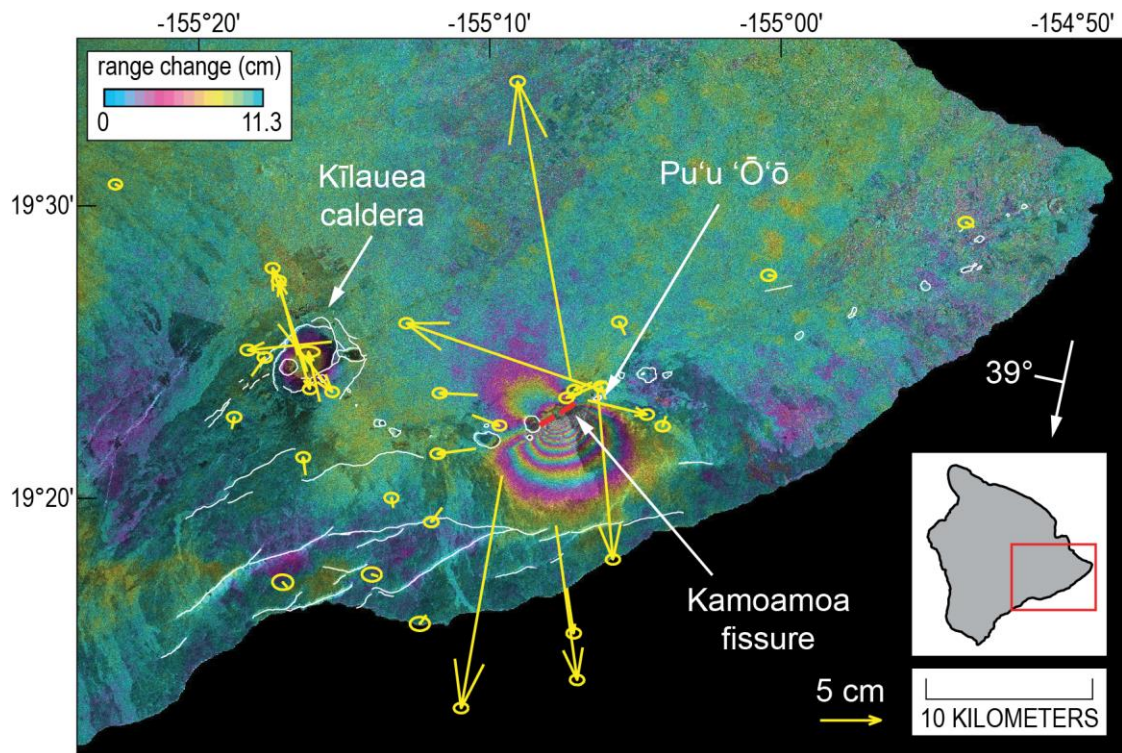 -155°20'
-155°10'
-155°00'
-154°50'
range change (cm)
0
11.3
Kīlauea
caldera
Pu‘u ‘Ō‘ō
19°30'
39°
19°20'
Kamoamoa
fissure
5 cm
10 KILOMETERS